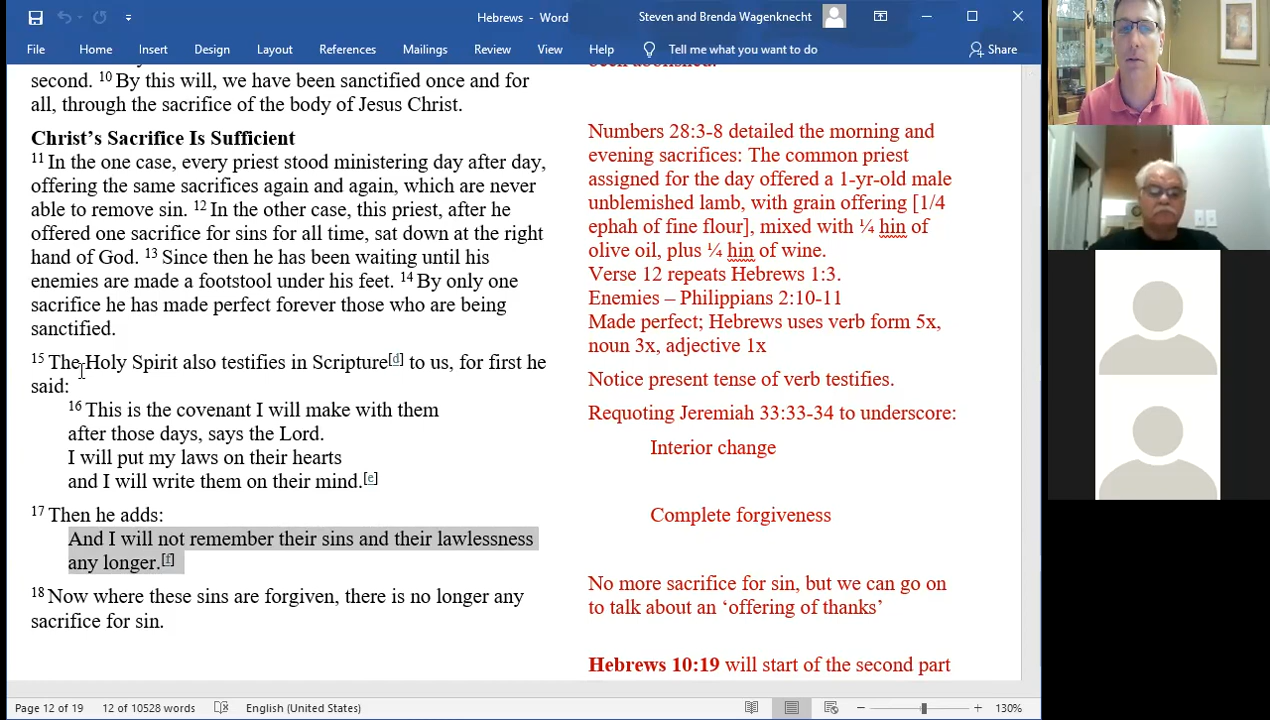 Hebrews - Word
Steven and Brenda Wagenknecht
File Home Insert Design Layout References Mailings Review View Help Tell me what you want to do Share
second. 10 By this will, we have been sanctified once and for
all, through the sacrifice of the body of Jesus Christ.
Christ's Sacrifice Is Sufficient
11 In the one case, every priest stood ministering day after day,
offering the same sacrifices again and again, which are never
able to remove sin. 12 In the other case, this priest, after he
offered one sacrifice for sins for all time, sat down at the right
hand of God. 13 Since then he has been waiting until his
enemies are made a footstool under his feet. 14 By only one
sacrifice he has made perfect forever those who are being
sanctified.
15 The Holy Spirit also testifies in Scripture[d] to us, for first he
said:
16 This is the covenant I will make with them
after those days, says the Lord.
I will put my laws on their hearts
and I will write them on their mind.[e]
17 Then he adds:
And I will not remember their sins and their lawlessness
any longer.[f]
18 Now where these sins are forgiven, there is no longer any
sacrifice for sin.
been abolished.
Numbers 28:3-8 detailed the morning and
evening sacrifices: The common priest
assigned for the day offered a 1-yr-old male
unblemished lamb, with grain offering [1/4
ephah of fine flour], mixed with ¼ hin of
olive oil, plus ¼ hin of wine.
Verse 12 repeats Hebrews 1:3.
Enemies – Philippians 2:10-11
Made perfect; Hebrews uses verb form 5x,
noun 3x, adjective 1x
Notice present tense of verb testifies.
Requoting Jeremiah 33:33-34 to underscore:
Interior change
Complete forgiveness
No more sacrifice for sin, but we can go on
to talk about an 'offering of thanks'
Hebrews 10:19 will start of the second part
Page 12 of 19 12 of 10528 words English (United States) 130%